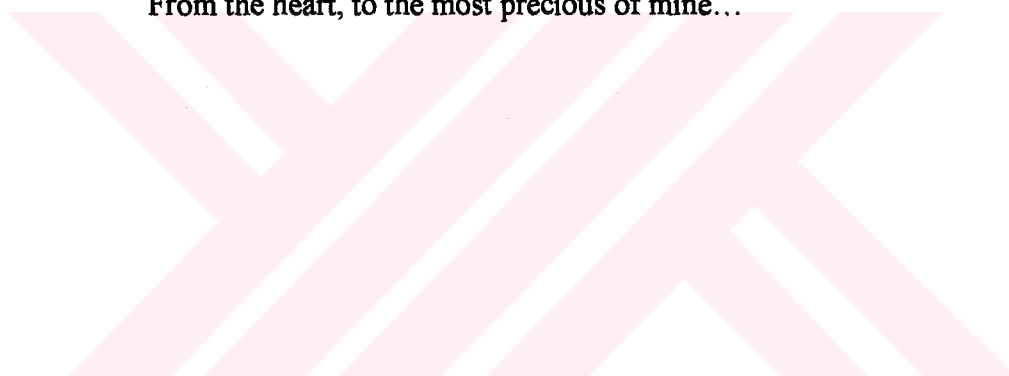 From the heart, to the most precious of mine…